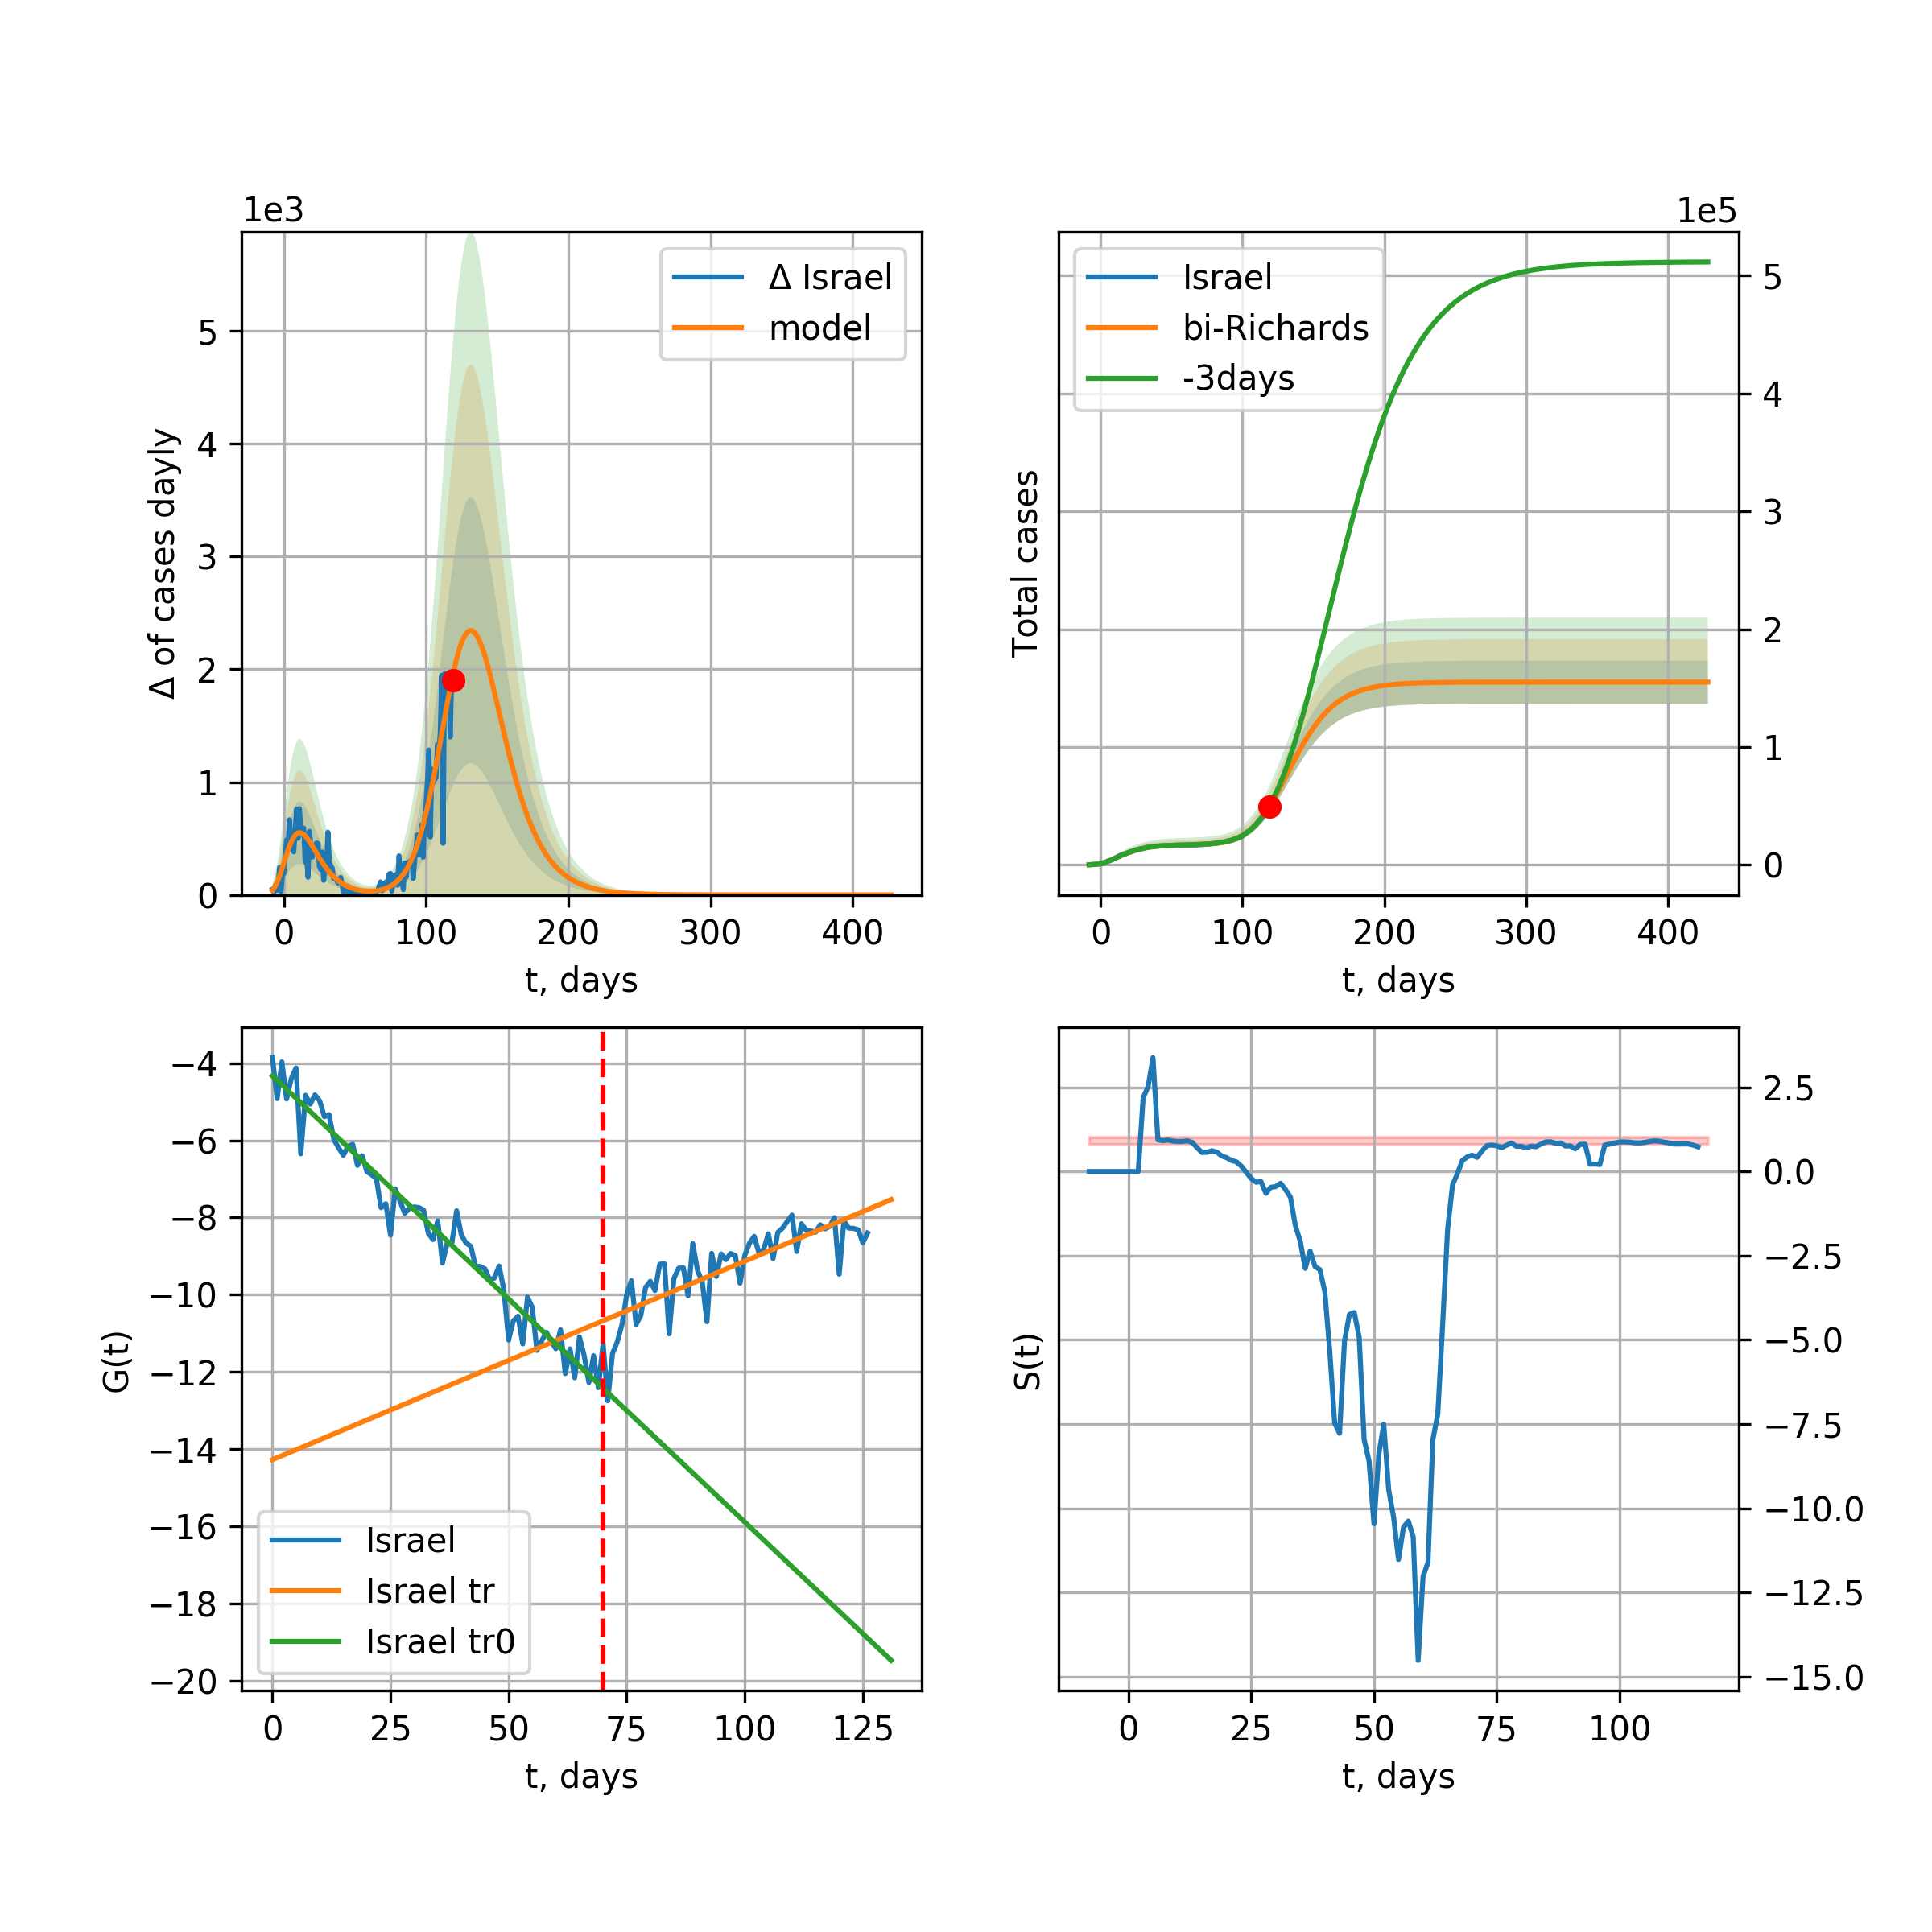 1e3
Δ of cases dayly
5
4
3
2
1
0
Δ Israel
model
0 100 200 300 400
t, days
1e5
Total cases
Israel
bi-Richards
-3days
5
4
3
2
1
0
0 100 200 300 400
t, days
G(t)
−4
−6
−8
−10
−12
−14
−16
−18
−20
Israel
Israel tr
Israel tr0
0 25 50 75 100 125
t, days
S(t)
2.5
0.0
−2.5
−5.0
−7.5
−10.0
−12.5
−15.0
0 25 50 75 100
t, days